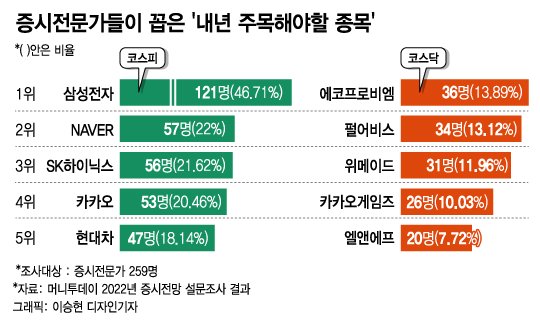 증시전문가들이 꼽은 '내년 주목해야할 종목'
*( )안은 비율
코스피
코스닥
1위 삼성전자 121명(46.71%) 에코프로비엠 36명(13.89%)
2위 NAVER 57명(22%) 펄어비스 34명(13.12%)
3위 SK하이닉스 56명(21.62%) 위메이드 31명(11.96%)
4위 카카오 53명(20.46%) 카카오게임즈 26명(10.03%)
5위 현대차 47명(18.14%) 엘앤에프 20명(7.72%)
*조사대상 : 증시전문가 259명
*자료: 머니투데이 2022년 증시전망 설문조사 결과
그래픽: 이승현 디자인기자